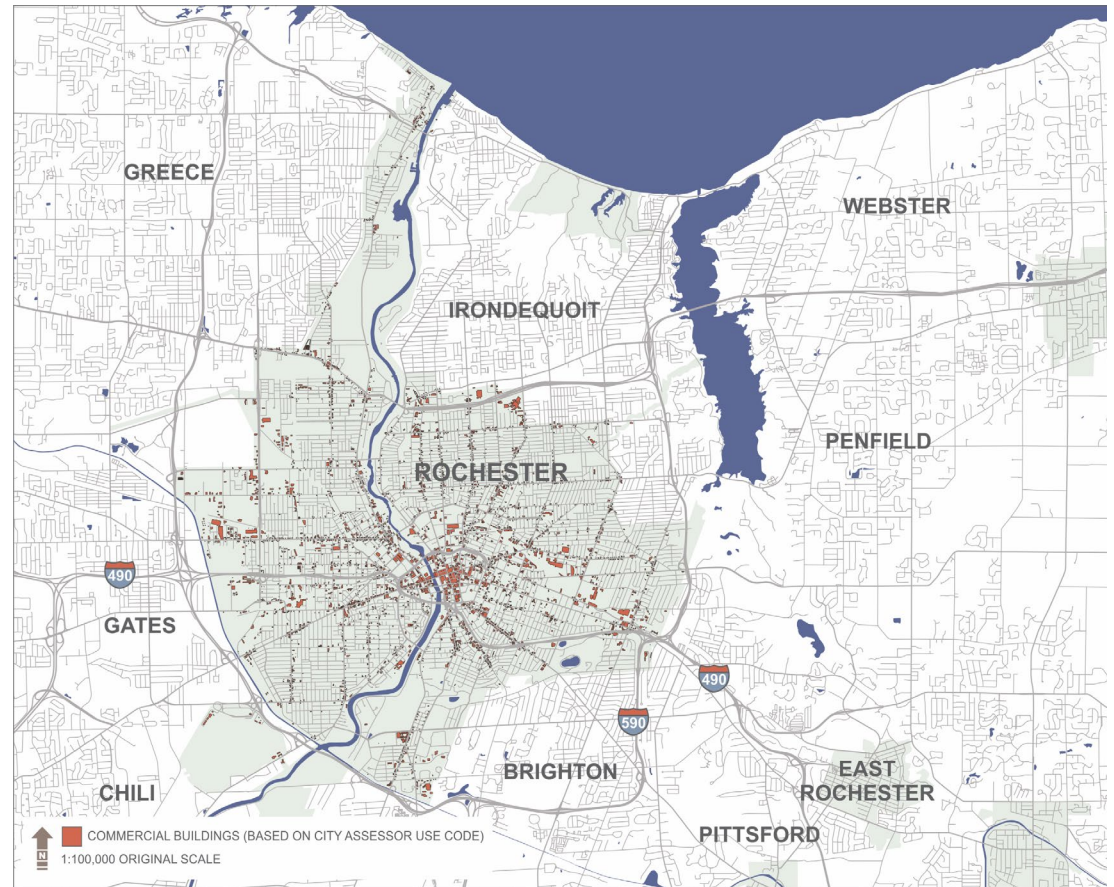 GREECE
WEBSTER
IRONDEQUOIT
PENFIELD
ROCHESTER
490
GATES
490
590
BRIGHTON
EAST
ROCHESTER
CHILI
PITTSFORD
N
COMMERCIAL BUILDINGS (BASED ON CITY ASSESSOR USE CODE)
1:100,000 ORIGINAL SCALE